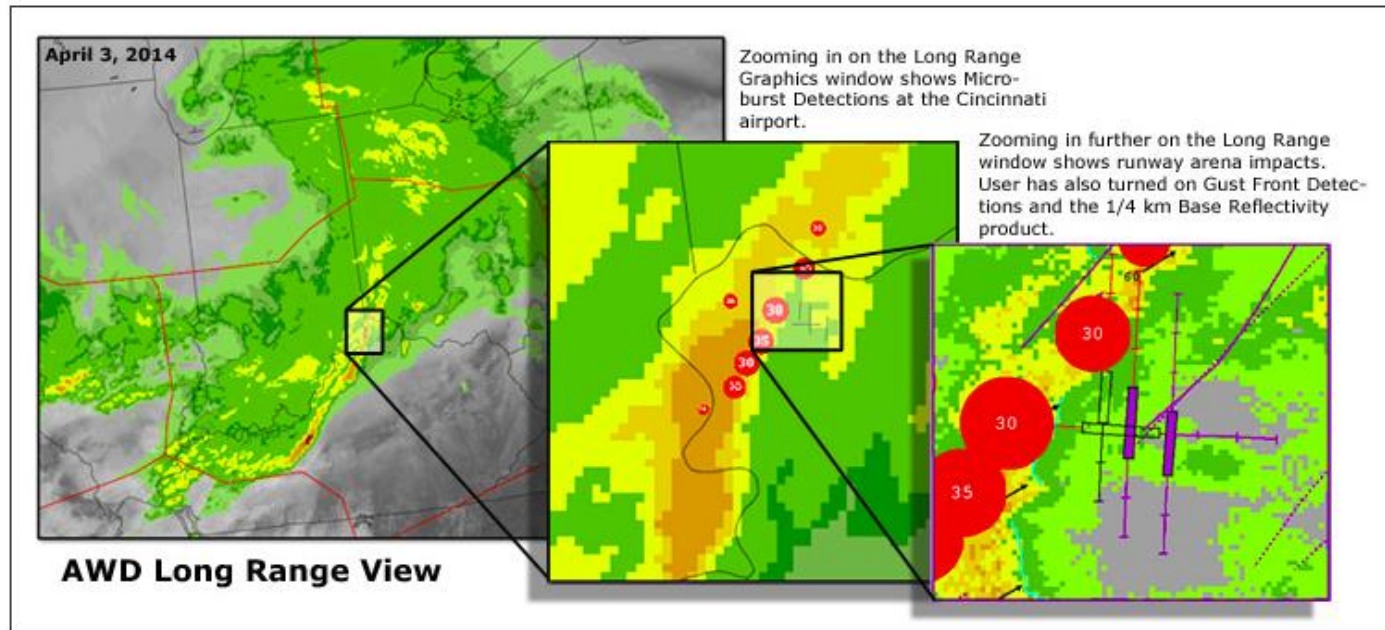 April 3, 2014
Zooming in on the Long Range
Graphics window shows Micro-
burst Detections at the Cincinnati
airport.
Zooming in further on the Long Range
window shows runway arena impacts.
User has also turned on Gust Front Detec-
tions and the 1/4 km Base Reflectivity
product.
30
35
30
30
30
35
AWD Long Range View